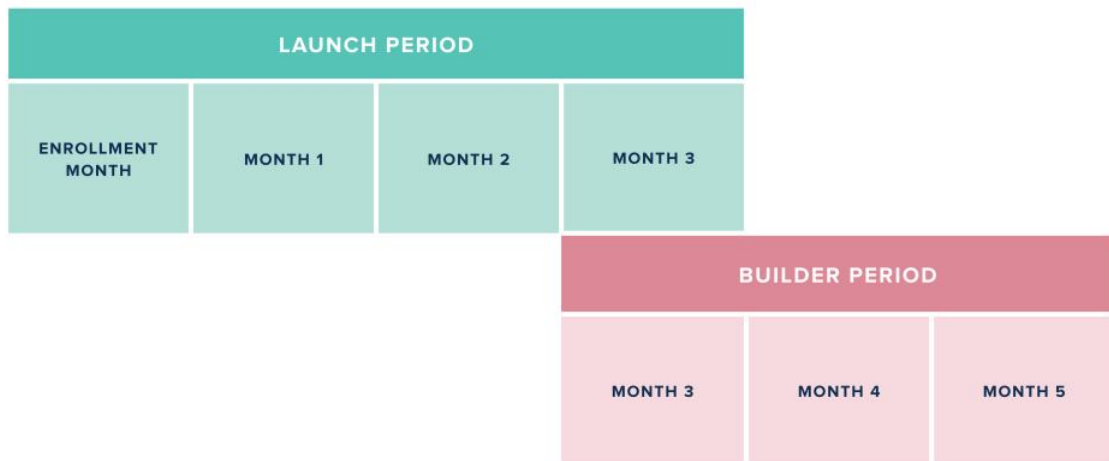 LAUNCH PERIOD
ENROLLMENT
MONTH
MONTH 1
MONTH 2
MONTH 3
BUILDER PERIOD
MONTH 3
MONTH 4
MONTH 5